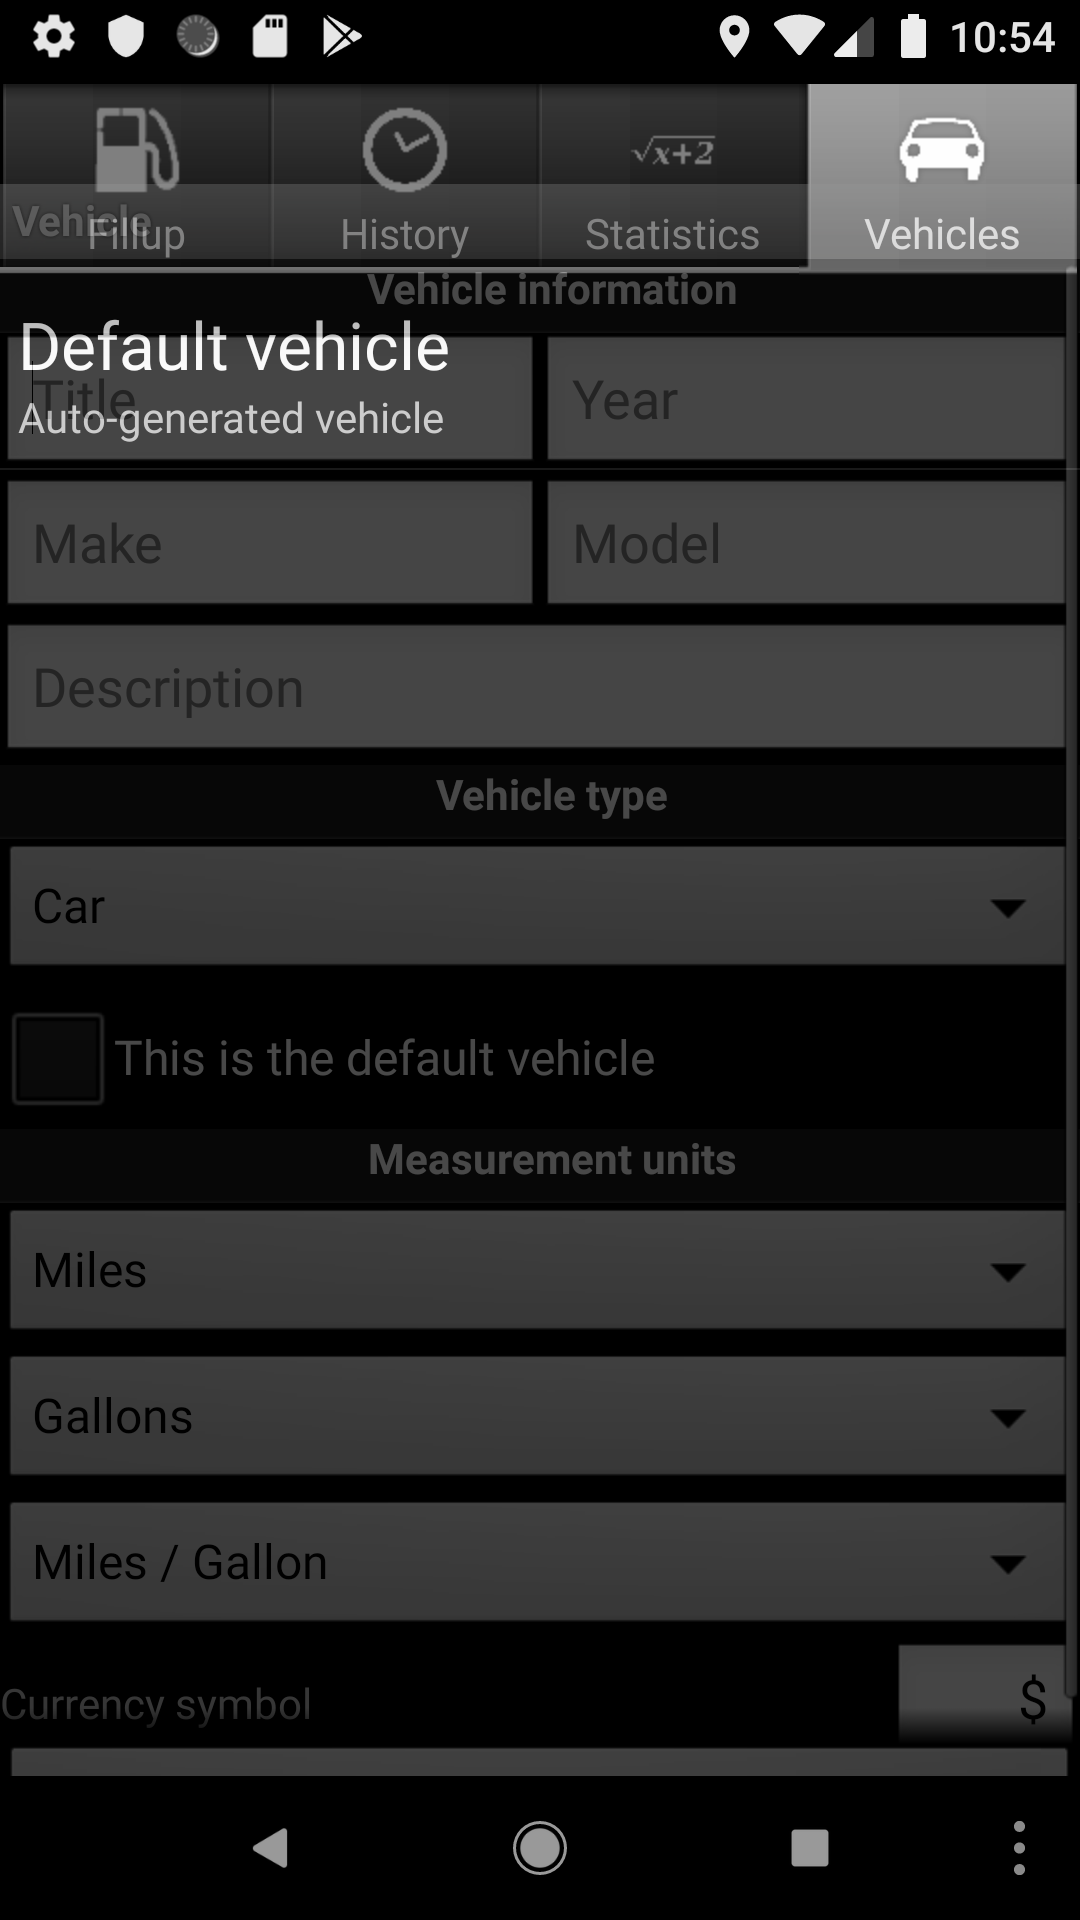 10:54
√x+2
Vehicle
Fillup History Statistics Vehicles
Vehicle information
Default vehicle
Title Year
Auto-generated vehicle
Make Model
Description
Vehicle type
Car
This is the default vehicle
Measurement units
Miles
Gallons
Miles / Gallon
Currency symbol $